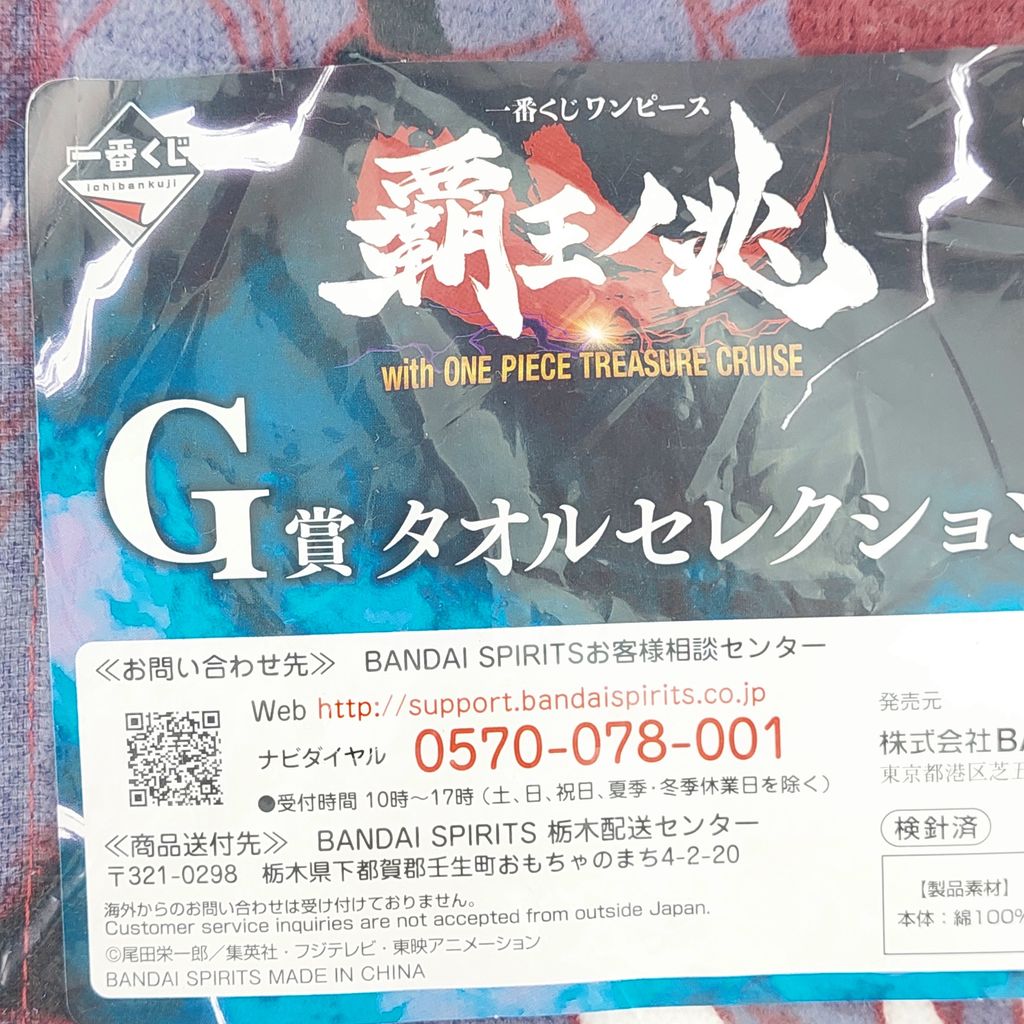 一番くじ
ichibankuji
一番くじ ワンピース
覇王ノ兆
with ONE PIECE TREASURE CRUISE
G賞 タオルセレクション
≪お問い合わせ先≫ BANDAI SPIRITSお客様相談センター
Web http://support.bandaispirits.co.jp
ナビダイヤル 0570-078-001
●受付時間 10時～17時（土、日、祝日、夏季・冬季休業日を除く）
≪商品送付先≫ BANDAI SPIRITS 栃木配送センター
〒321-0298 栃木県下都賀郡壬生町おもちゃのまち4-2-20
海外からのお問い合わせは受け付けておりません。
Customer service inquiries are not accepted from outside Japan.
©尾田栄一郎／集英社・フジテレビ・東映アニメーション
BANDAI SPIRITS MADE IN CHINA
発売元
株式会社BA
東京都港区芝五
検針済
【製品素材】
本体：綿100%